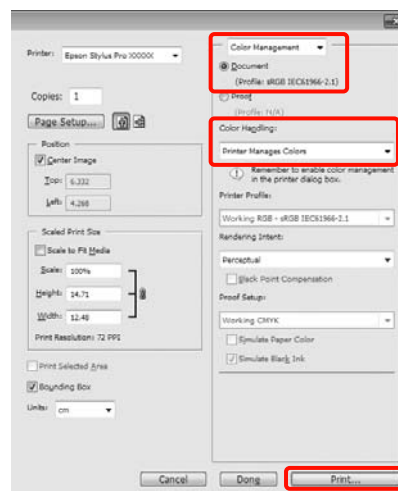 Printer: Epson Stylus Pro XXXXX
Copies: 1
Page Setup...
Position
Center Image
Top: 6.332
Left: 4.268
Scaled Print Size
Scale to Fit Media
Scale: 100%
Height: 14.71
Width: 12.48
Print Resolution: 72 PPI
Print Selected Area
Bounding Box
Units: cm
Color Management
Document
(Profile: sRGB IEC61966-2.1)
Proof
(Profile: N/A)
Color Handling:
Printer Manages Colors
Remember to enable color management
in the printer dialog box.
Printer Profile:
Working RGB - sRGB IEC61966-2.1
Rendering Intent:
Perceptual
Black Point Compensation
Proof Setup:
Working CMYK
Simulate Paper Color
Simulate Black Ink
Cancel
Done
Print...